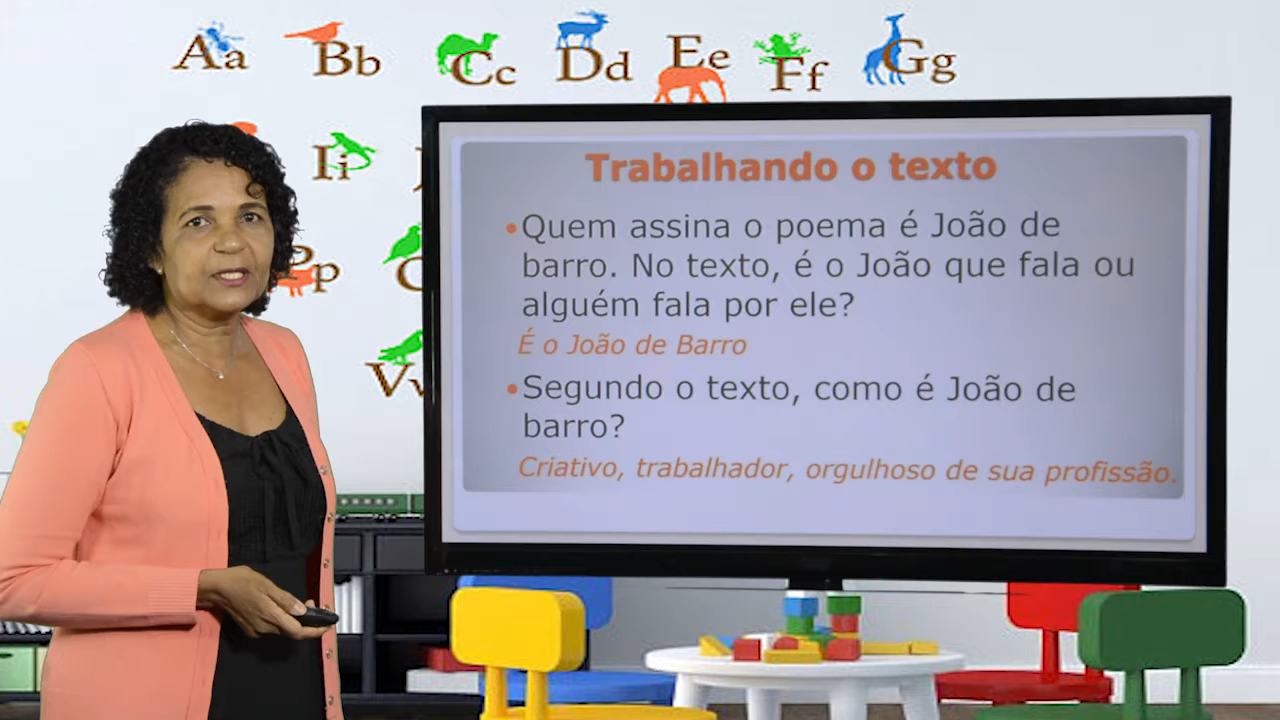 Aa Bb Cc Dd Ee Ff Gg
Ii
Pp
Trabalhando o texto
•Quem assina o poema é João de
barro. No texto, é o João que fala ou
alguém fala por ele?
É o João de Barro
•Segundo o texto, como é João de
barro?
Criativo, trabalhador, orgulhoso de sua profissão.